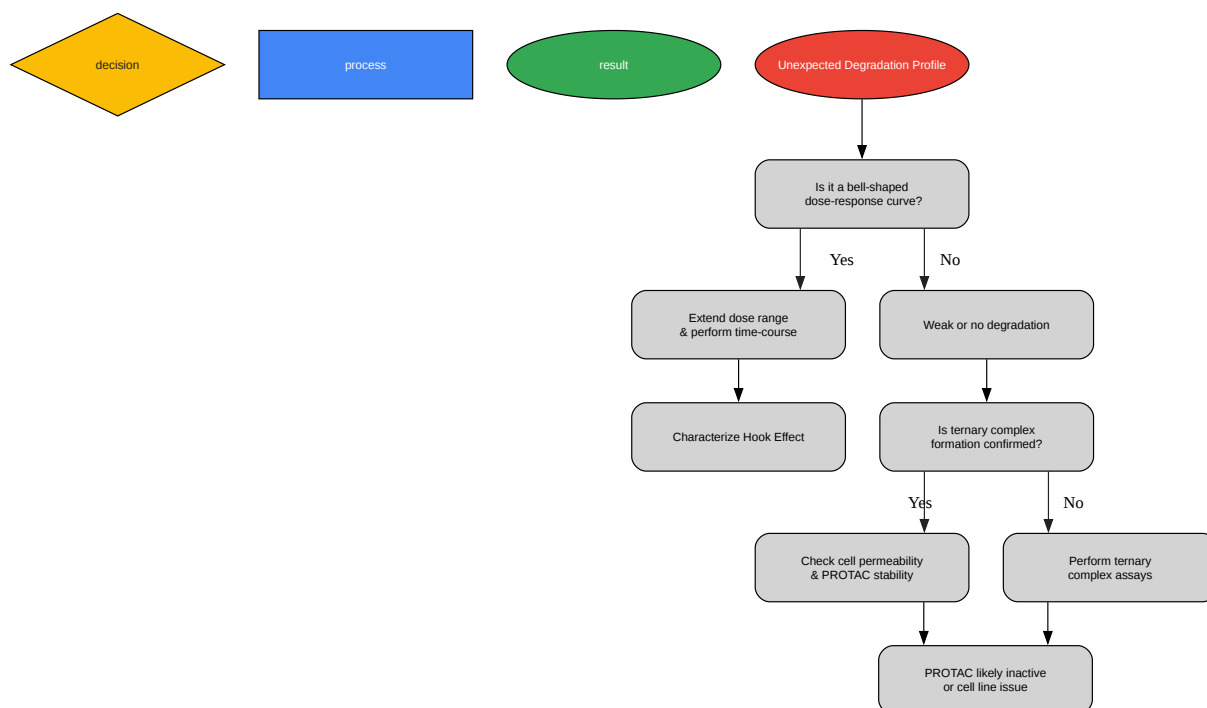 decision
process
result
Unexpected Degradation Profile
Is it a bell-shaped
dose-response curve?
Yes
No
Extend dose range
& perform time-course
Weak or no degradation
Characterize Hook Effect
Is ternary complex
formation confirmed?
Yes
No
Check cell permeability
& PROTAC stability
Perform ternary
complex assays
PROTAC likely inactive
or cell line issue